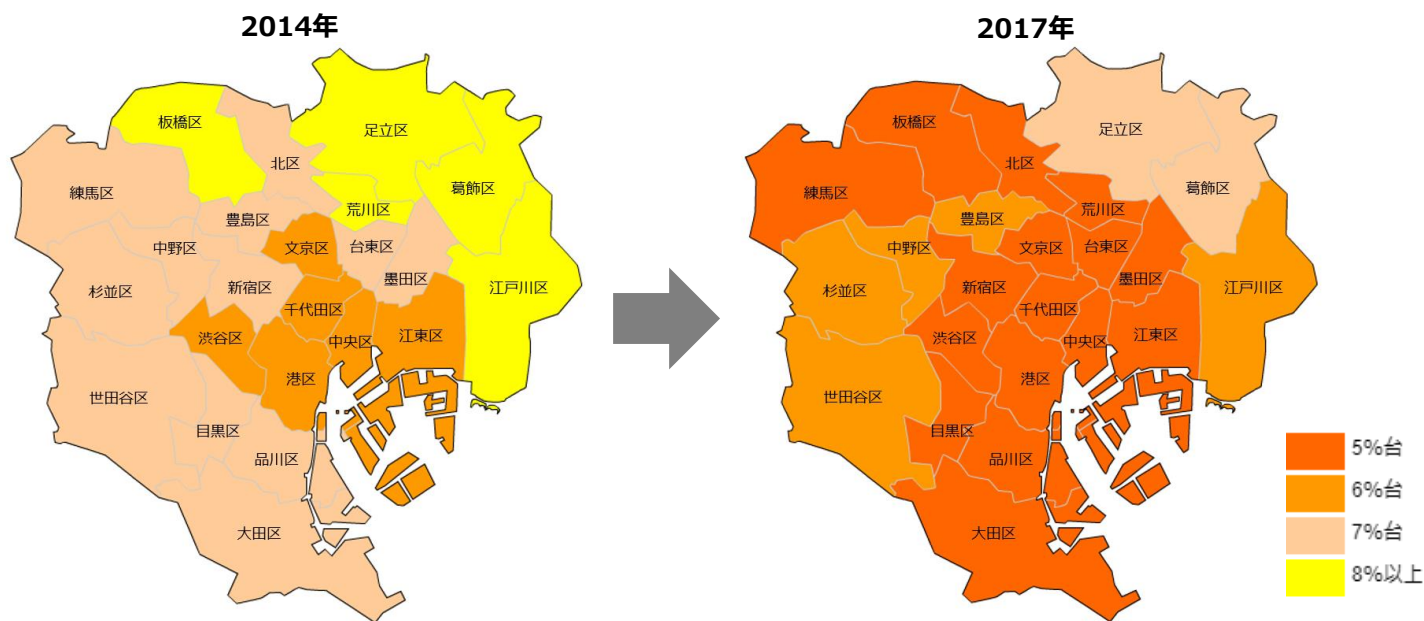 2014年
板橋区
足立区
北区
練馬区
葛飾区
荒川区
豊島区
中野区
文京区
台東区
墨田区
杉並区
新宿区
江戸川区
千代田区
渋谷区
中央区
江東区
港区
世田谷区
目黒区
品川区
大田区
2017年
板橋区
足立区
北区
練馬区
葛飾区
荒川区
豊島区
中野区
文京区
台東区
墨田区
杉並区
新宿区
江戸川区
千代田区
渋谷区
中央区
江東区
港区
世田谷区
目黒区
品川区
大田区
5%台
6%台
7%台
8%以上